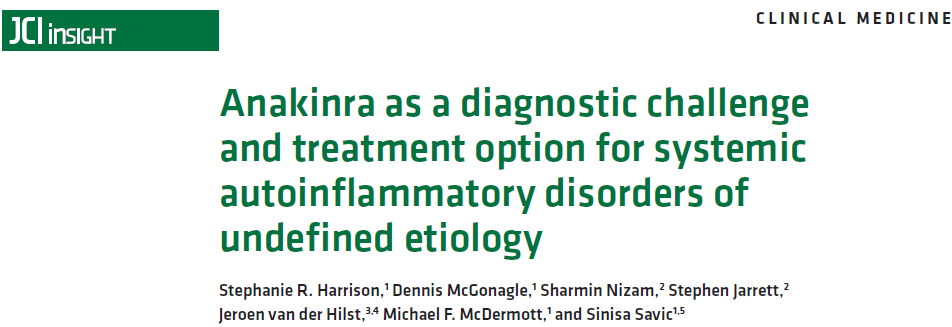 JCI insight
CLINICAL MEDICINE
Anakinra as a diagnostic challenge
and treatment option for systemic
autoinflammatory disorders of
undefined etiology
Stephanie R. Harrison,¹ Dennis McGonagle,¹ Sharmin Nizam,² Stephen Jarrett,²
Jeroen van der Hilst,³,⁴ Michael F. McDermott,¹ and Sinisa Savic¹,⁵